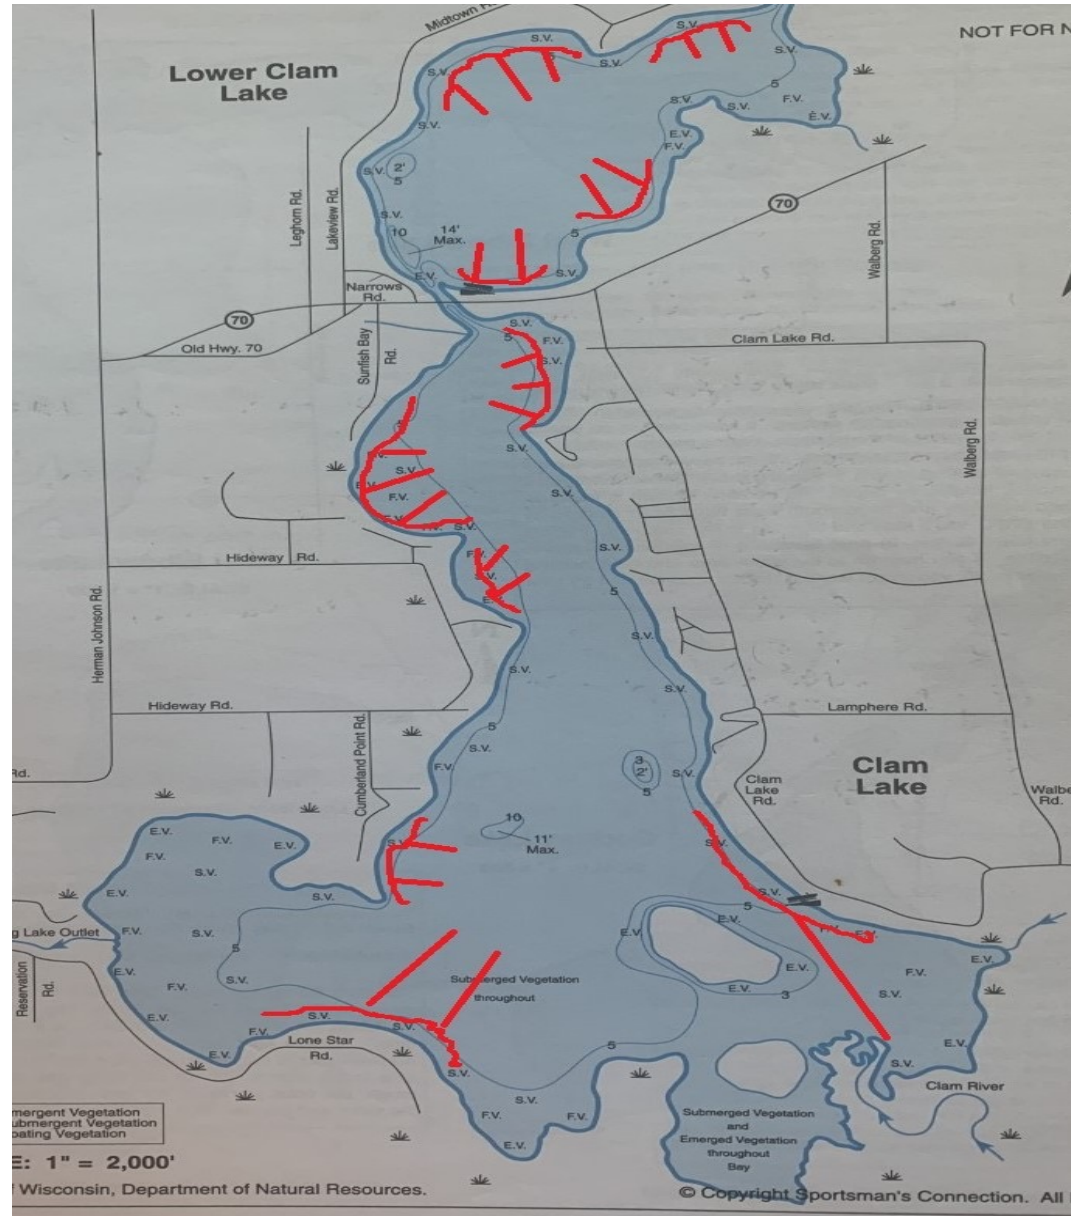 Midtown
NOT FOR N
Lower Clam
Lake
S.V.
S.V.
S.V.
S.V.
5
S.V.
S.V.
5
F.V.
E.V.
S.V.
S.V.
E.V.
F.V.
S.V.
S.V.
2'
5
S.V.
10
14'
Max.
5
S.V.
E.V.
Leghorn Rd.
Lakeview Rd.
70
Walberg Rd.
Narrows
Rd.
70
Old Hwy. 70
Sunfish Bay
Rd.
Clam Lake Rd.
S.V.
5
F.V.
S.V.
Walberg Rd.
S.V.
F.V.
S.V.
S.V.
S.V.
S.V.
Hideway Rd.
S.V.
5
Herman Johnson Rd.
S.V.
S.V.
S.V.
Hideway Rd.
Lamphere Rd.
Cumberland Point Rd.
5
S.V.
F.V.
3
2'
5
S.V.
Clam
Lake
Rd.
Clam
Lake
Rd.
Walbe
Rd.
10
11'
Max.
E.V.
F.V.
E.V.
F.V.
S.V.
E.V.
S.V.
S.V.
S.V.
5
E.V.
E.V.
g Lake Outlet
F.V.
S.V.
5
E.V.
E.V.
E.V.
3
F.V.
S.V.
E.V.
S.V.
F.V.
E.V.
Submerged Vegetation
throughout
Reservation
Rd.
E.V.
F.V.
E.V.
S.V.
S.V.
Lone Star
Rd.
S.V.
5
E.V.
S.V.
Clam River
S.V.
F.V.
F.V.
E.V.
Submerged Vegetation
and
Emerged Vegetation
throughout
Bay
mergent Vegetation
ubmergent Vegetation
oating Vegetation
E: 1" = 2,000'
f Wisconsin, Department of Natural Resources.
© Copyright Sportsman's Connection. All